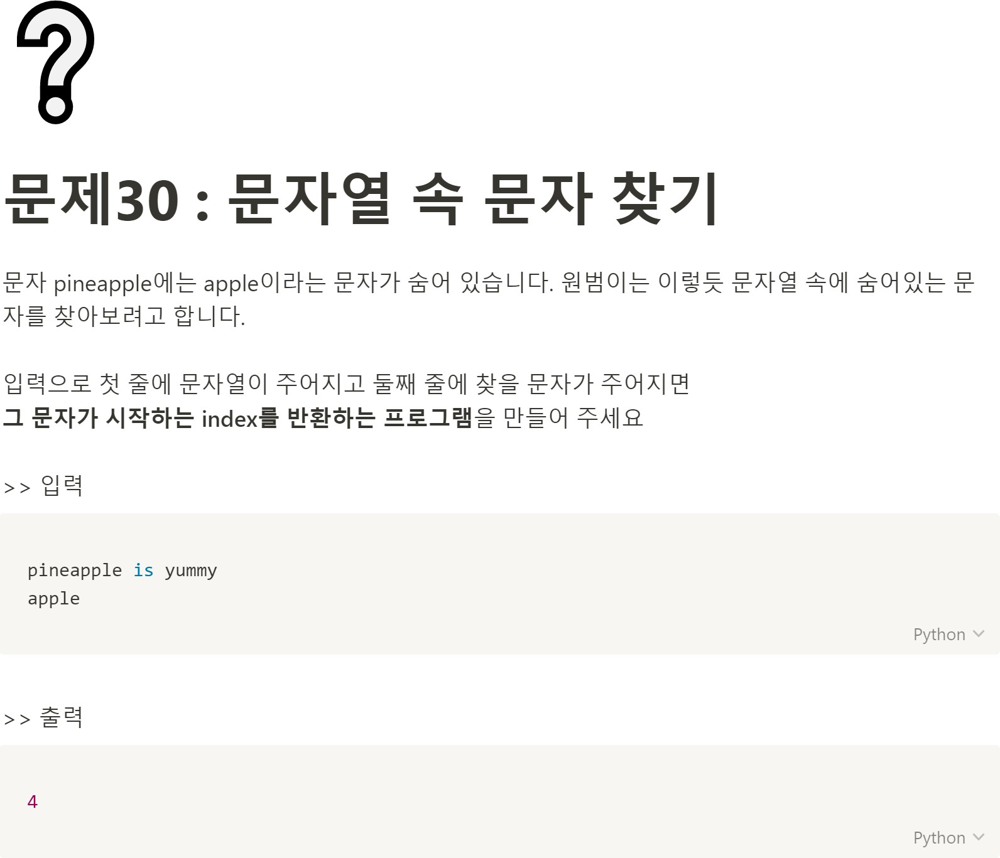 문제30 : 문자열 속 문자 찾기
문자 pineapple에는 apple이라는 문자가 숨어 있습니다. 원범이는 이렇듯 문자열 속에 숨어있는 문
자를 찾아보려고 합니다.
입력으로 첫 줄에 문자열이 주어지고 둘째 줄에 찾을 문자가 주어지면
그 문자가 시작하는 index를 반환하는 프로그램을 만들어 주세요
>> 입력
pineapple is yummy
apple
Python
>> 출력
4
Python